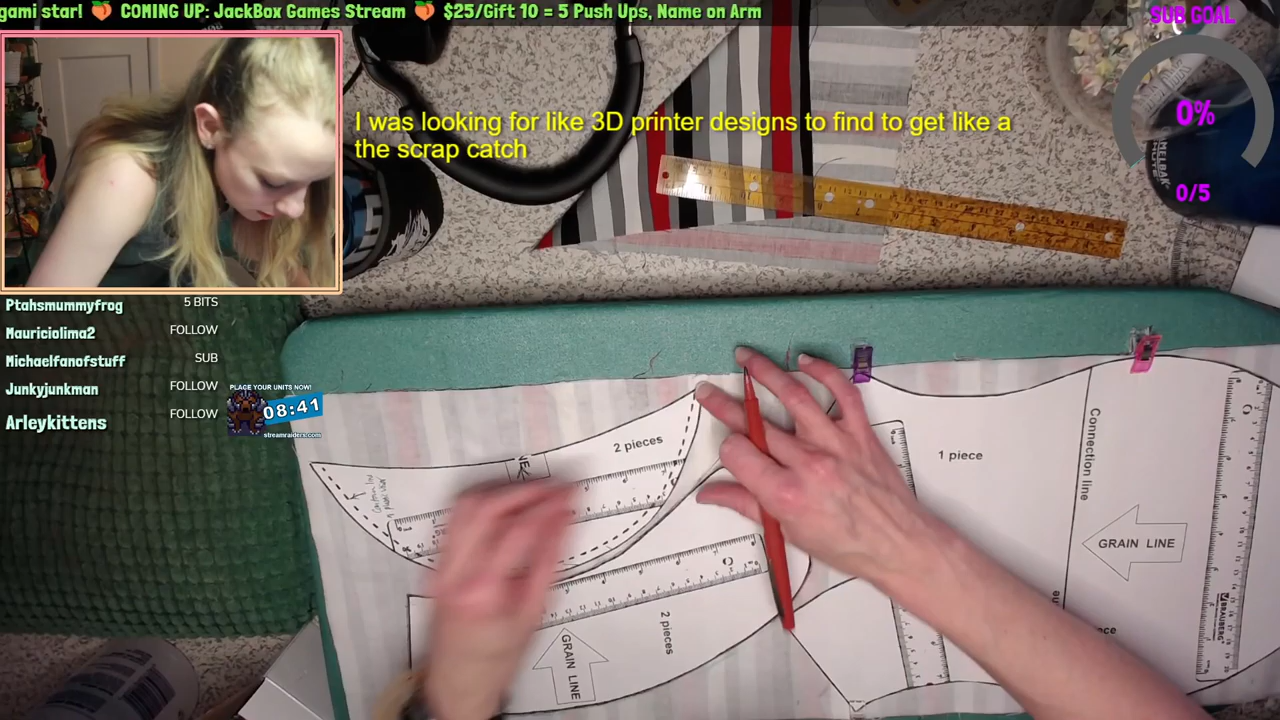 gami star! 🍑 COMING UP: JackBox Games Stream 🍑 $25/Gift 10 = 5 Push Ups, Name on Arm
SUB GOAL
0%
0/5
I was looking for like 3D printer designs to find to get like a
the scrap catch
Ptahsmummyfrog 5 BITS
Mauriciolima2 FOLLOW
Michaelfanofstuff SUB
Junkyjunkman FOLLOW
Arleykittens FOLLOW
PLACE YOUR UNITS NOW!
08:41
streamraiders.com
2 pieces
1 piece
Connection line
GRAIN LINE
2 pieces
GRAIN LINE
BRAUBERG